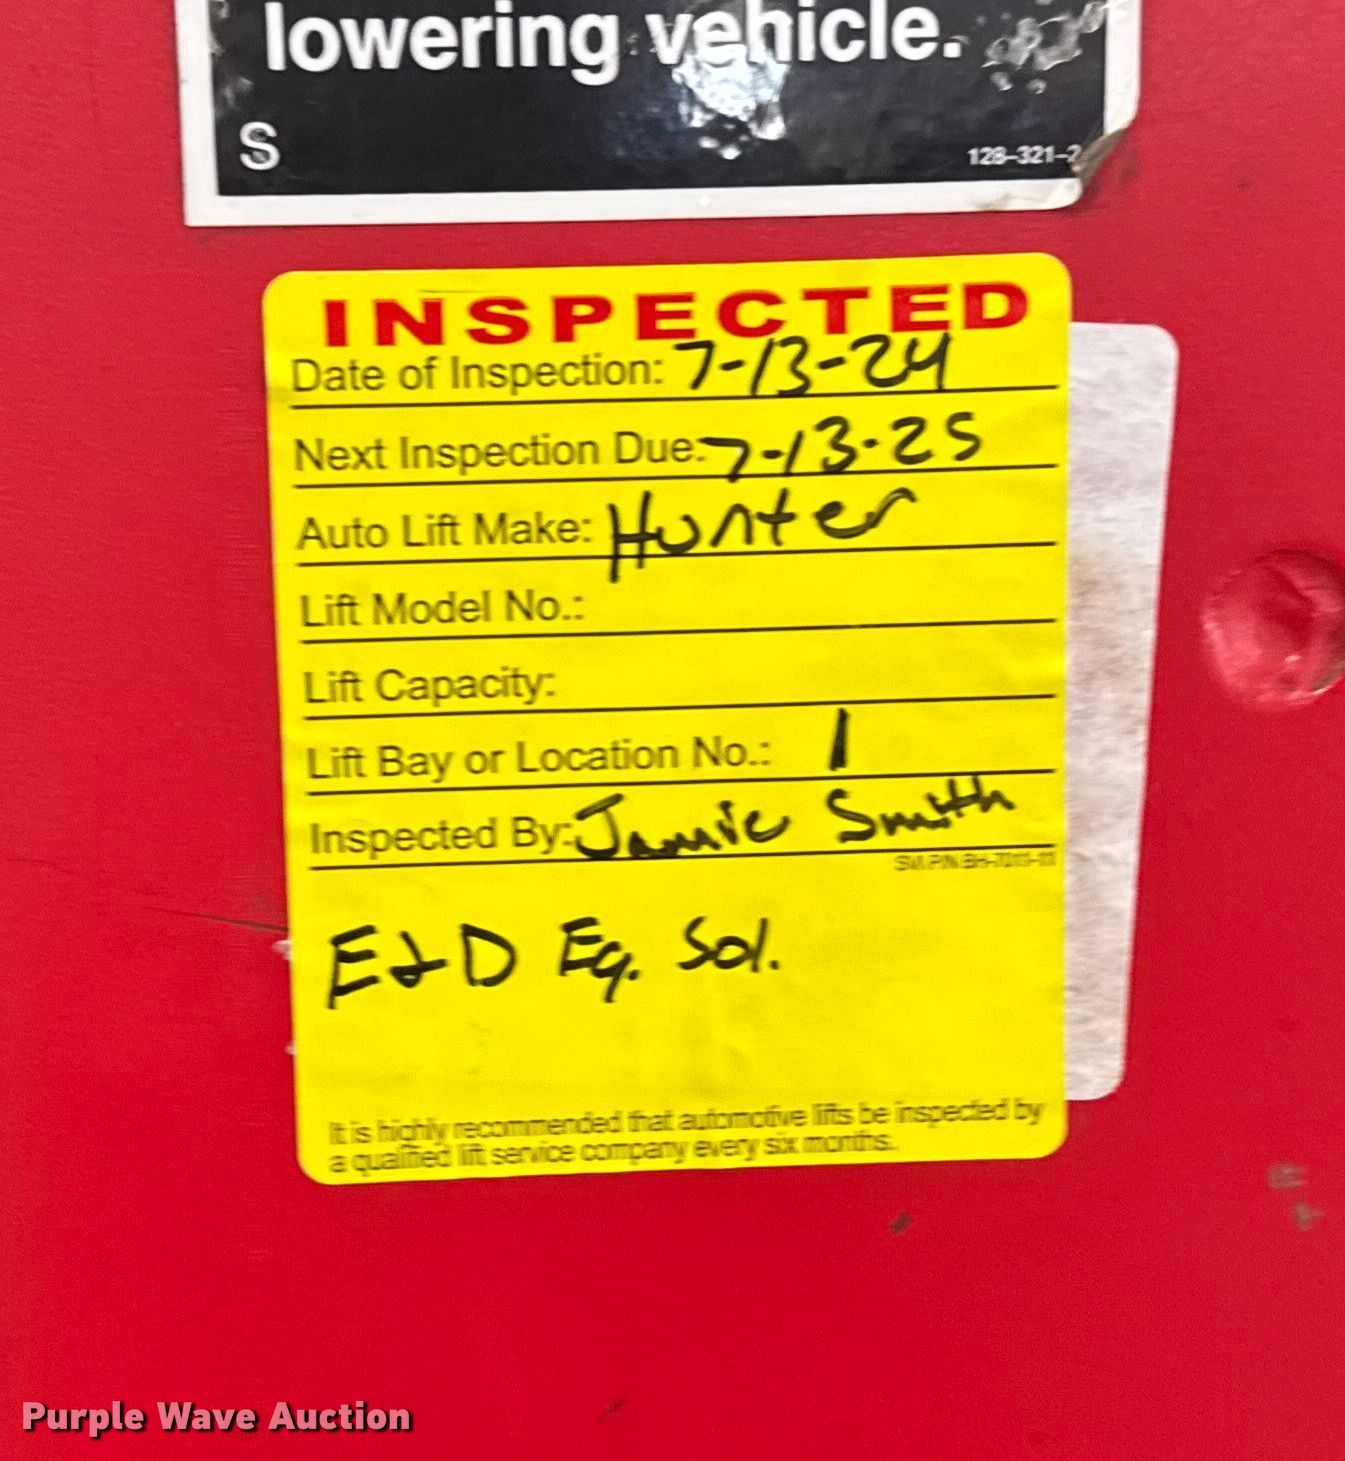 lowering vehicle.
S
128-321-2
INSPECTED
Date of Inspection: 7-13-24
Next Inspection Due: 7-13-25
Auto Lift Make: Hunter
Lift Model No.:
Lift Capacity:
Lift Bay or Location No.: 1
Inspected By: Jamie Smith
E&D Eq. Sol.
It is highly recommended that automotive lifts be inspected by
a qualified lift service company every six months.
Purple Wave Auction